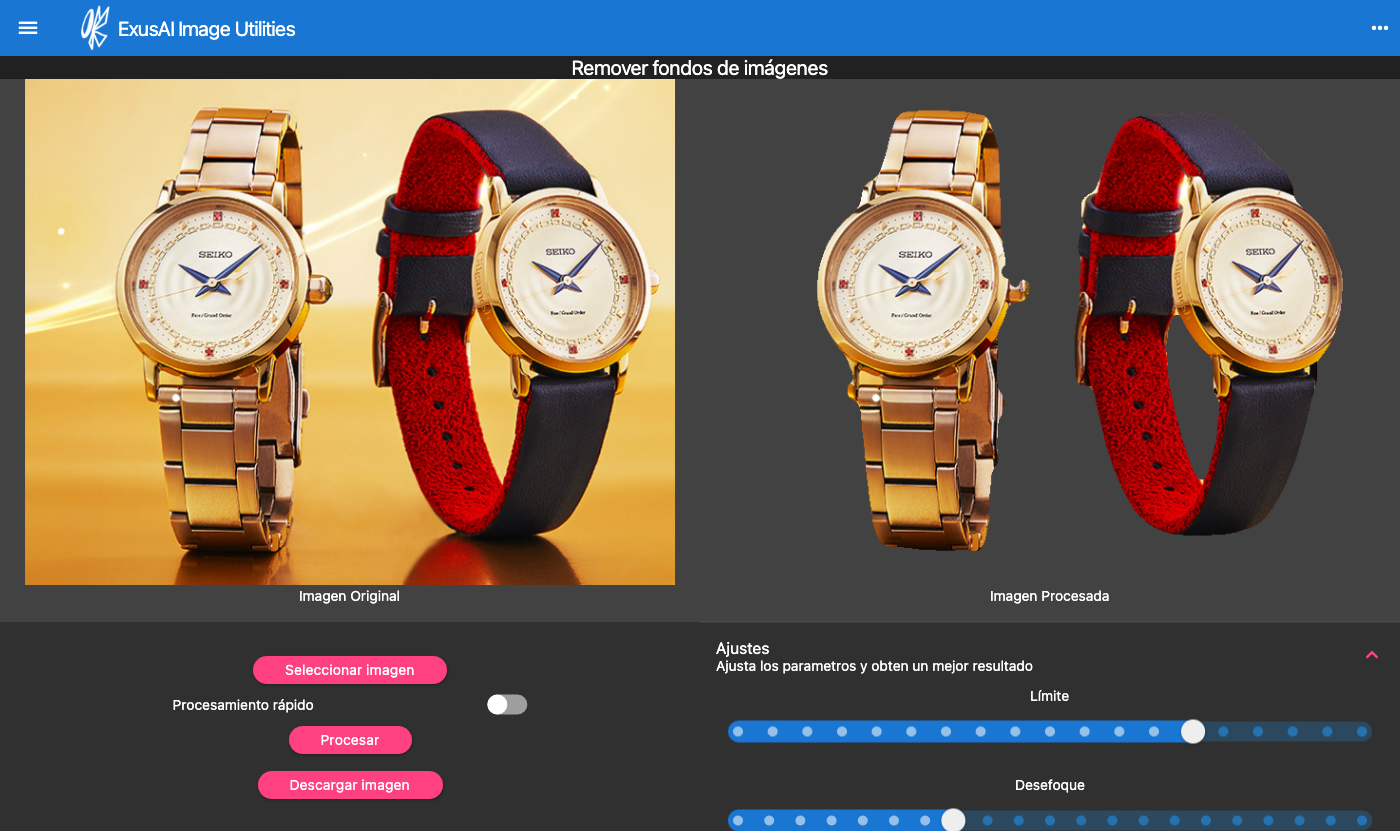 ExusAI Image Utilities
Remover fondos de imágenes
SEIKO
Fate/Grand Order
SEIKO
Fate/Grand Order
SEIKO
Fate/Grand Order
SEIKO
Fate/Grand Order
Imagen Original
Imagen Procesada
Seleccionar imagen
Procesamiento rápido
Procesar
Descargar imagen
Ajustes
Ajusta los parametros y obten un mejor resultado
Límite
Desefoque